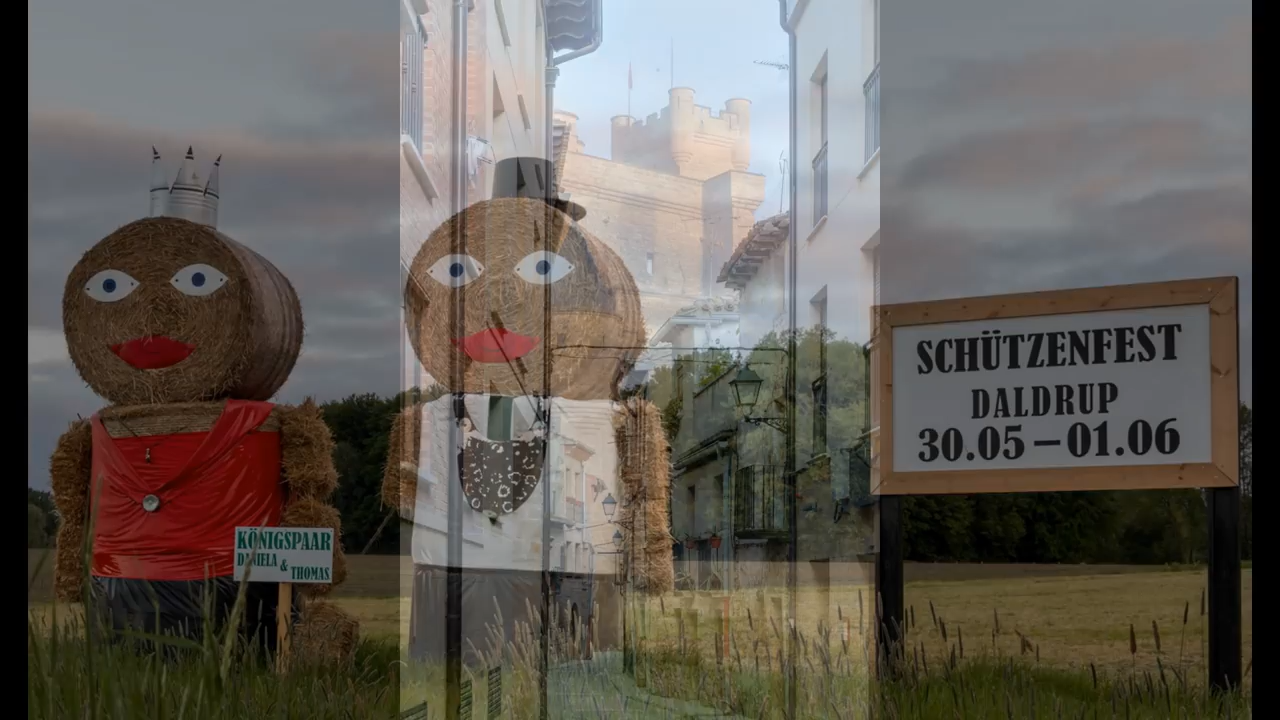 KÖNIGSPAAR
DANIELA &
THOMAS
SCHÜTZENFEST
DALDRUP
30.05 – 01.06